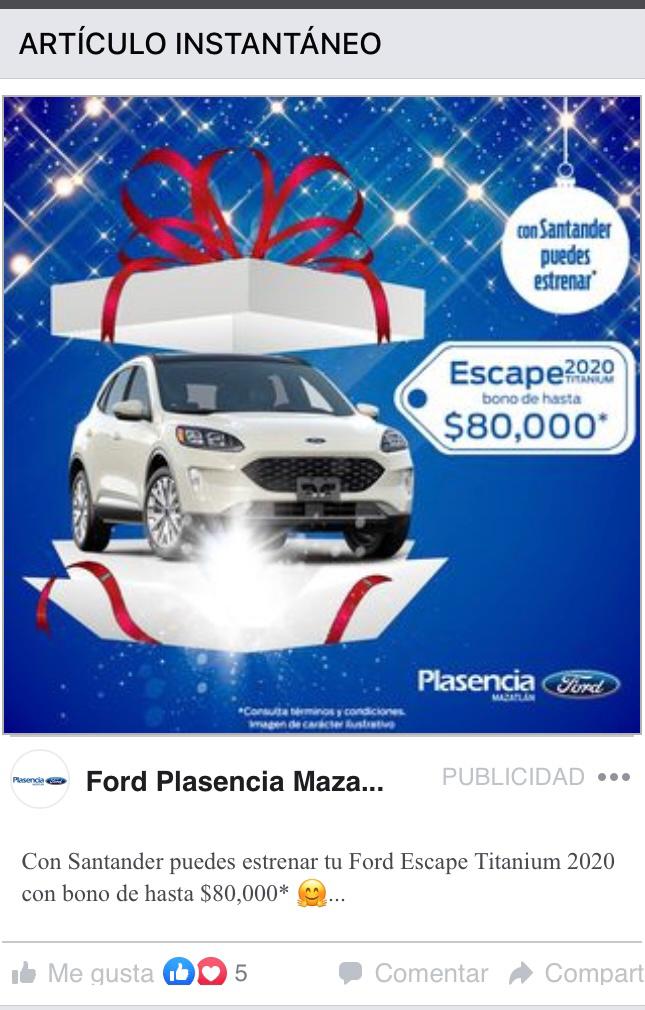 ARTÍCULO INSTANTÁNEO
con Santander
puedes
estrenar*
Escape 2020
TITANIUM
bono de hasta
$80,000*
Plasencia
MAZATLÁN
Ford
*Consulta términos y condiciones.
Imagen de carácter ilustrativo
Plasencia Ford
Ford Plasencia Maza...
PUBLICIDAD
Con Santander puedes estrenar tu Ford Escape Titanium 2020
con bono de hasta $80,000* 🤗...
Me gusta 5 Comentar Compart